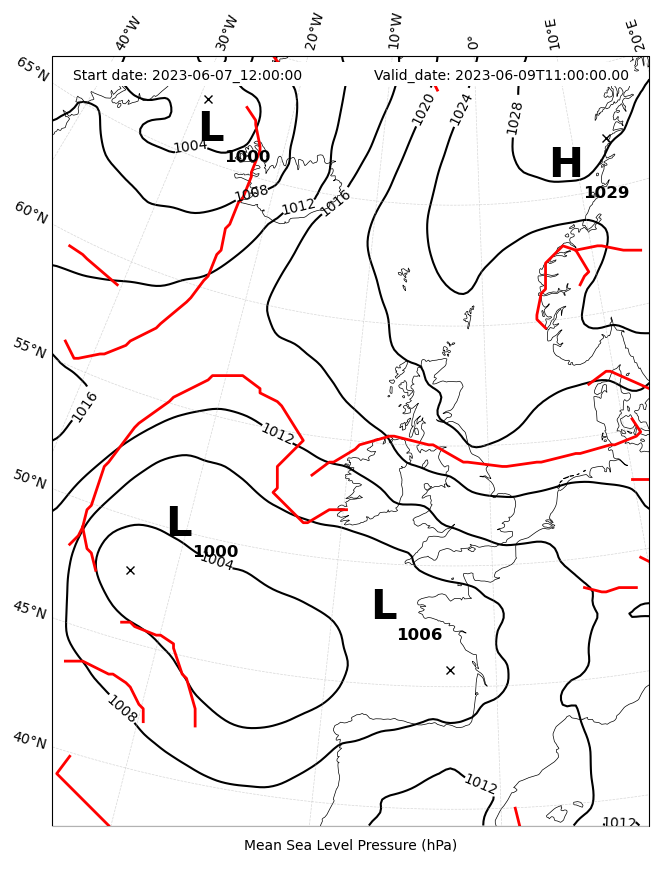 40°W 30°W 20°W 10°W 0° 10°E 20°E
65°N
Start date: 2023-06-07_12:00:00 Valid_date: 2023-06-09T11:00:00.00
1020 1024 1028
L
1000
1004
H
1029
1008
1012 1016
60°N
55°N
1016
1012
50°N
L
1000
1004
45°N
L
1006
1008
40°N
1012
1012
Mean Sea Level Pressure (hPa)